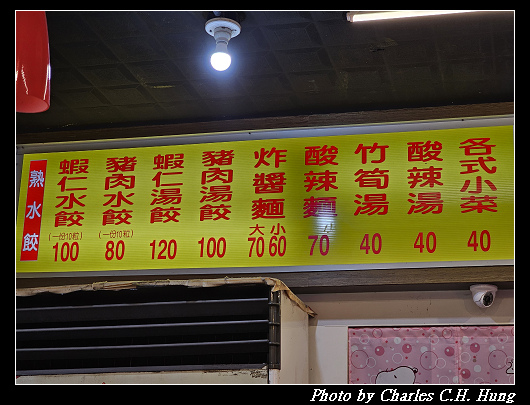 熟水餃
蝦仁水餃
(一份10粒)
100
豬肉水餃
(一份10粒)
80
蝦仁湯餃
120
豬肉湯餃
100
炸醬麵
大 小
70 60
酸辣麵
70
竹筍湯
40
酸辣湯
40
各式小菜
40
Photo by Charles C.H. Hung